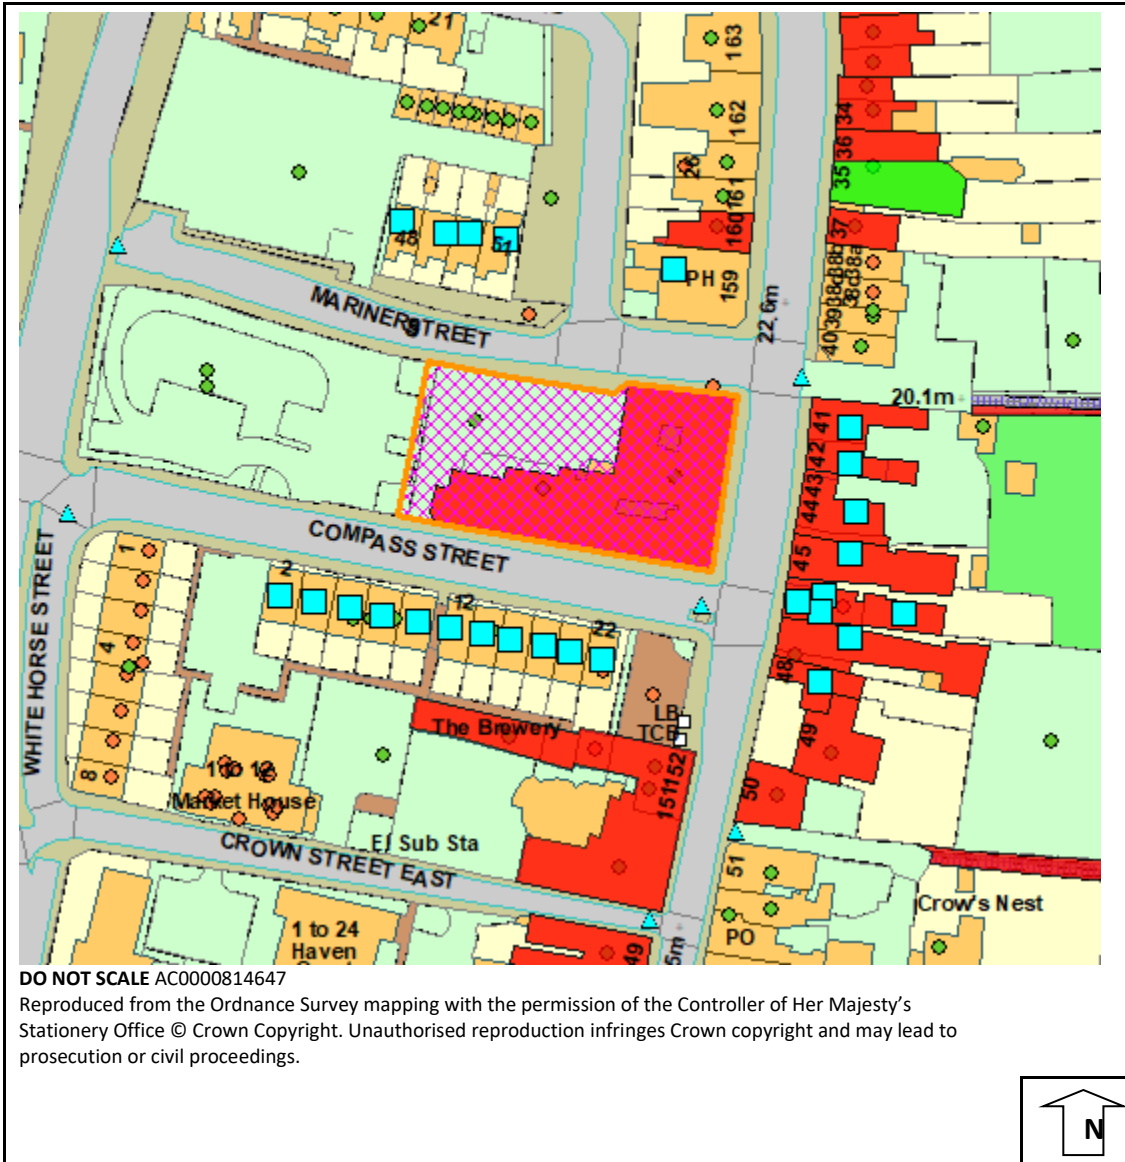 21
163
162
26
161
160
PH
159
34
36
35
37
38b
38a
39
40
48
51
MARINER STREET
9
22.6m
20.1m
41
42
43
44
45
COMPASS STREET
WHITE HORSE STREET
1
2
12
22
4
8
48
49
50
The Brewery
LB
TCB
152
151
1 to 12
Market House
El Sub Sta
CROWN STREET EAST
51
PO
Crow's Nest
1 to 24
Haven
49
5m
DO NOT SCALE AC0000814647
Reproduced from the Ordnance Survey mapping with the permission of the Controller of Her Majesty's
Stationery Office © Crown Copyright. Unauthorised reproduction infringes Crown copyright and may lead to
prosecution or civil proceedings.
N